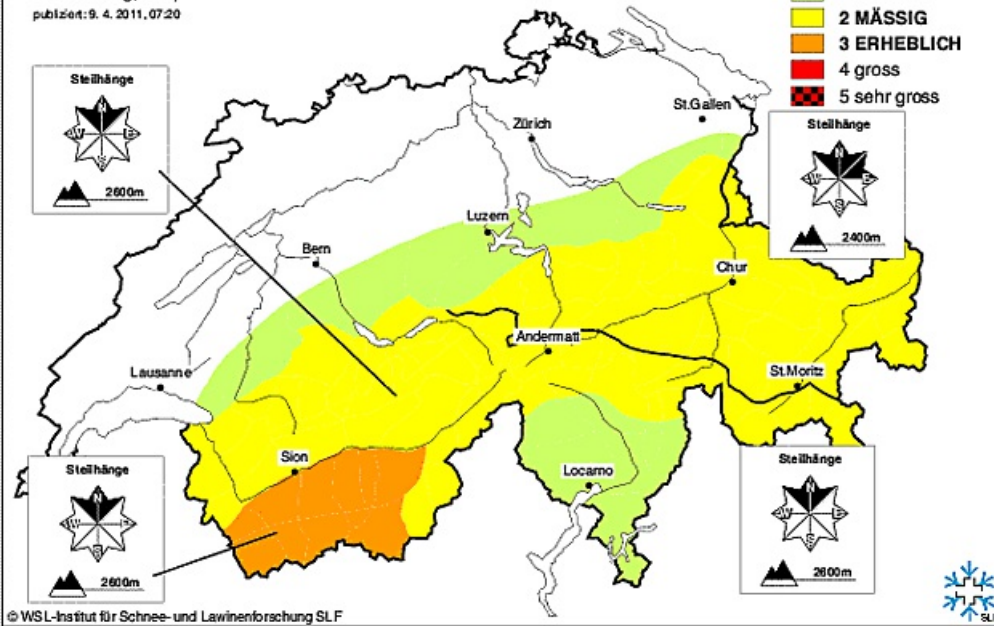 publiziert: 9. 4. 2011, 07:20
2 MÄSSIG
3 ERHEBLICH
4 gross
5 sehr gross
Steilhänge
N
W
E
S
2600m
St.Gallen
Zürich
Steilhänge
N
W
E
S
2400m
Luzern
Bern
Chur
Andermatt
Lausanne
St.Moritz
Sion
Locarno
Steilhänge
N
W
E
S
2600m
Steilhänge
N
W
E
S
2600m
© WSL-Institut für Schnee- und Lawinenforschung SLF
SLF